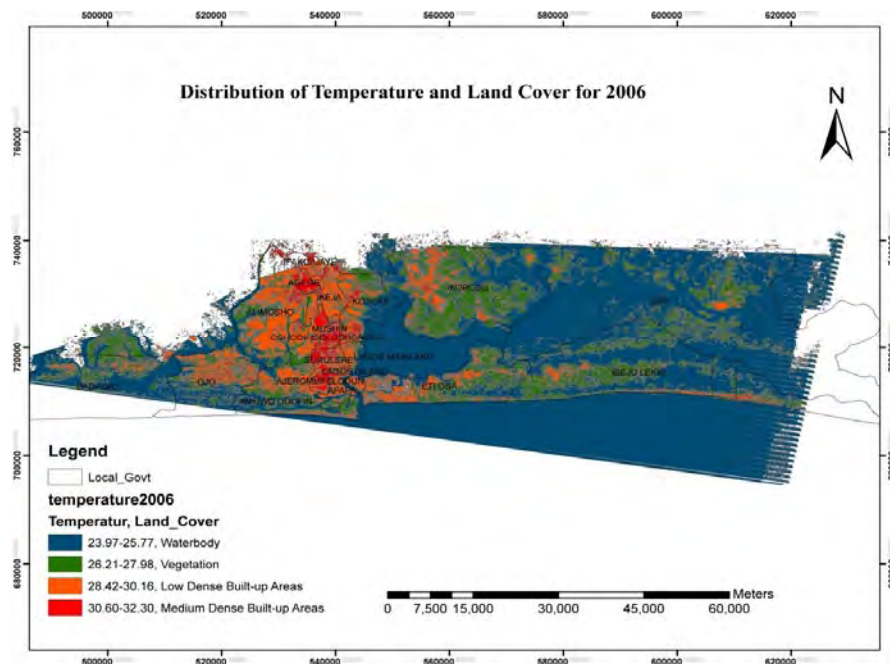 500000 520000 540000 560000 580000 600000 620000
Distribution of Temperature and Land Cover for 2006
N
760000
740000
720000
700000
680000
AGEGE
IKEJA
KOSOFE
IKORODU
ALIMOSHO
MUSHIN
SURULERE
LAGOS MAINLAND
LAGOS ISLAND
OJO
AJEROMI/IFELODUN
APAPA
ETI OSA
IBEJU LEKKI
Legend
Local_Govt
temperature2006
Temperatur, Land_Cover
23.97-25.77, Waterbody
26.21-27.98, Vegetation
28.42-30.16, Low Dense Built-up Areas
30.60-32.30, Medium Dense Built-up Areas
Meters
0 7,500 15,000 30,000 45,000 60,000
500000 520000 540000 560000 580000 600000 620000